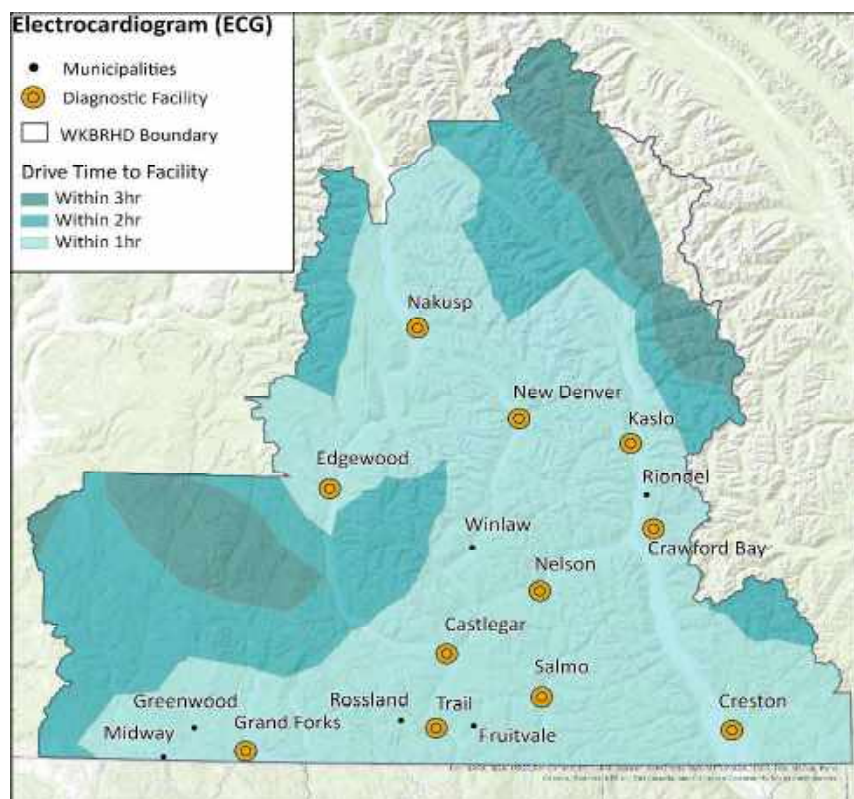 Electrocardiogram (ECG)
Municipalities
Diagnostic Facility
WKBRHD Boundary
Drive Time to Facility
Within 3hr
Within 2hr
Within 1hr
Nakusp
New Denver
Kaslo
Edgewood
Riondel
Winlaw
Crawford Bay
Nelson
Castlegar
Salmo
Greenwood
Rossland
Trail
Creston
Midway
Grand Forks
Fruitvale